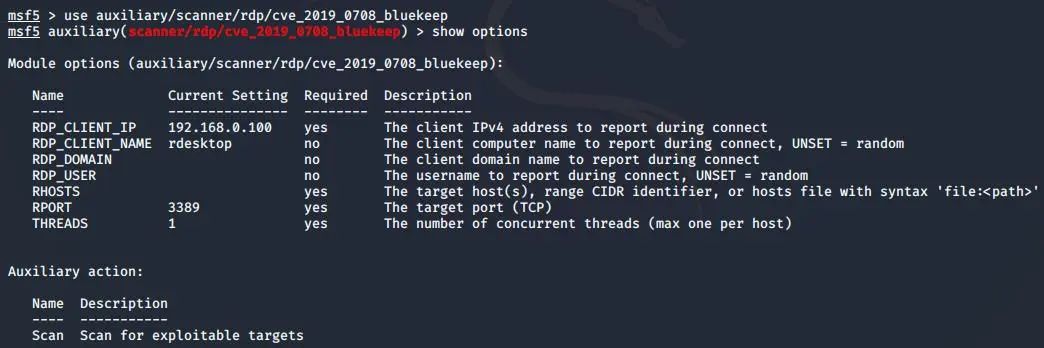 msf5 > use auxiliary/scanner/rdp/cve_2019_0708_bluekeep
msf5 auxiliary(scanner/rdp/cve_2019_0708_bluekeep) > show options
Module options (auxiliary/scanner/rdp/cve_2019_0708_bluekeep):
Name Current Setting Required Description
---- --------------- -------- -----------
RDP_CLIENT_IP 192.168.0.100 yes The client IPv4 address to report during connect
RDP_CLIENT_NAME rdesktop no The client computer name to report during connect, UNSET = random
RDP_DOMAIN no The client domain name to report during connect
RDP_USER no The username to report during connect, UNSET = random
RHOSTS yes The target host(s), range CIDR identifier, or hosts file with syntax 'file:<path>'
RPORT 3389 yes The target port (TCP)
THREADS 1 yes The number of concurrent threads (max one per host)
Auxiliary action:
Name Description
---- -----------
Scan Scan for exploitable targets